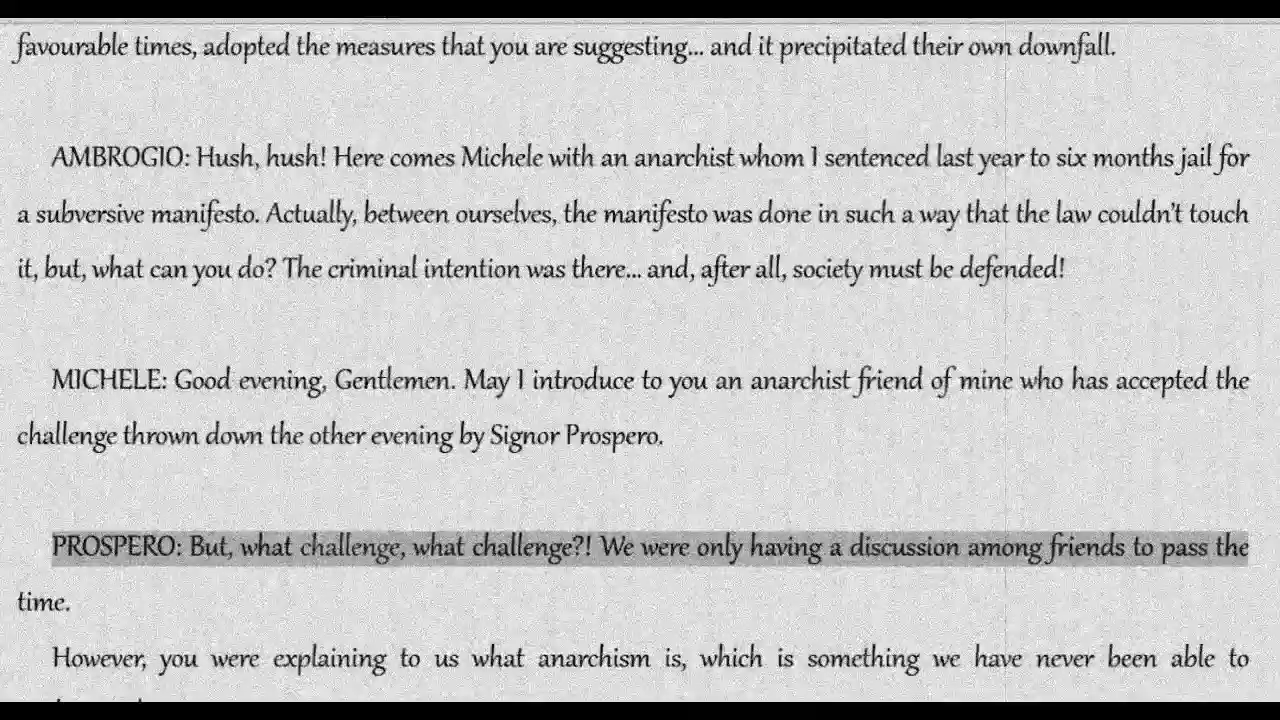 favourable times, adopted the measures that you are suggesting... and it precipitated their own downfall.
AMBROGIO: Hush, hush! Here comes Michele with an anarchist whom I sentenced last year to six months jail for
a subversive manifesto. Actually, between ourselves, the manifesto was done in such a way that the law couldn't touch
it, but, what can you do? The criminal intention was there... and, after all, society must be defended!
MICHELE: Good evening, Gentlemen. May I introduce to you an anarchist friend of mine who has accepted the
challenge thrown down the other evening by Signor Prospero.
PROSPERO: But, what challenge, what challenge?! We were only having a discussion among friends to pass the
time.
However, you were explaining to us what anarchism is, which is something we have never been able to